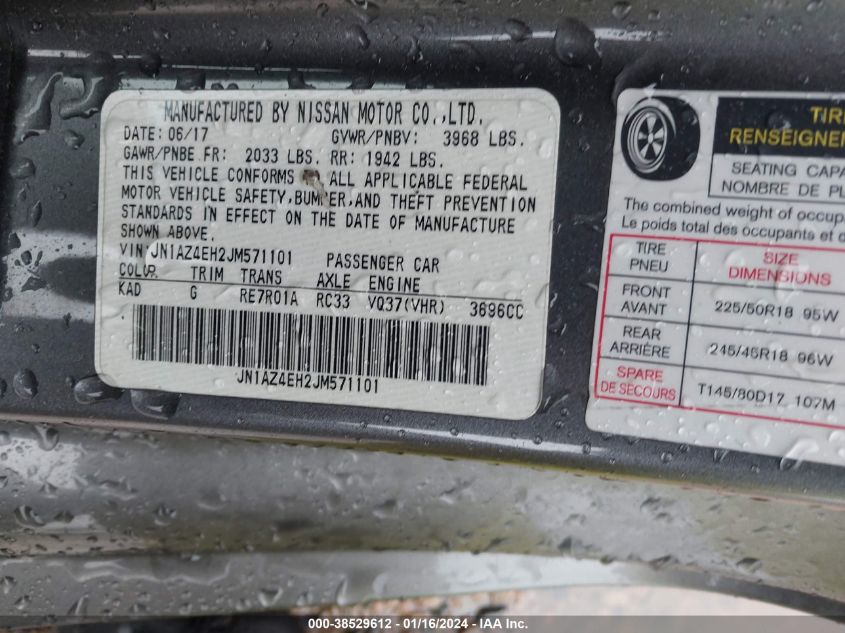 MANUFACTURED BY NISSAN MOTOR CO.,LTD.
DATE: 06/17 GVWR/PNBV: 3968 LBS.
GAWR/PNBE FR: 2033 LBS. RR: 1942 LBS.
THIS VEHICLE CONFORMS ALL APPLICABLE FEDERAL
MOTOR VEHICLE SAFETY, BUMPER, AND THEFT PREVENTION
STANDARDS IN EFFECT ON THE DATE OF MANUFACTURE
SHOWN ABOVE.
VIN: JN1AZ4EH2JM571101 PASSENGER CAR
COLOR TRIM TRANS AXLE ENGINE
KAD G RE7R01A RC33 VQ37(VHR) 3696CC
JN1AZ4EH2JM571101
TIRE
RENSEIGNEM
SEATING CAPA
NOMBRE DE PL
The combined weight of occup
Le poids total des occupants et d
TIRE SIZE
PNEU DIMENSIONS
FRONT
AVANT 225/50R18 95W
REAR
ARRIÈRE 245/45R18 96W
SPARE
DE SECOURS T145/80D17 107M
00-38529612 - 01/16/2024 - IAA Inc.